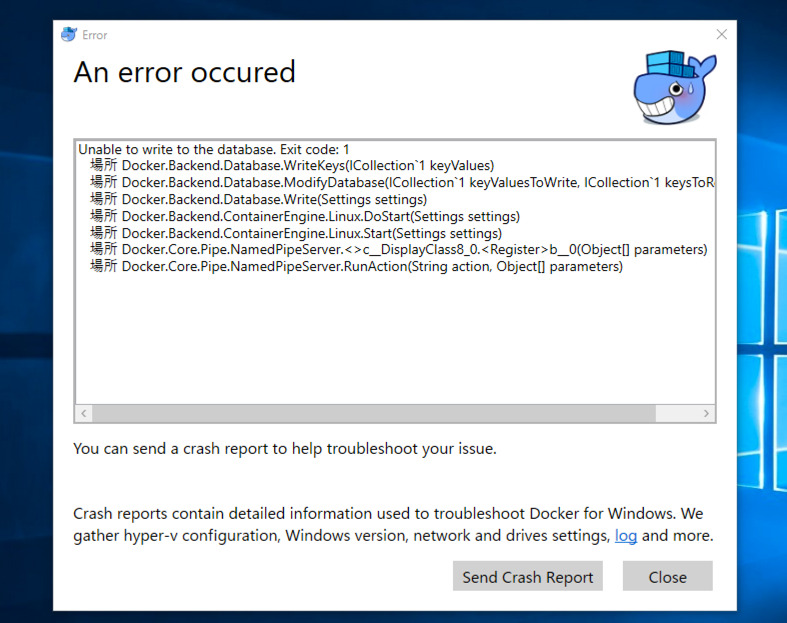 Error
An error occured
Unable to write to the database. Exit code: 1
場所 Docker.Backend.Database.WriteKeys(ICollection`1 keyValues)
場所 Docker.Backend.Database.ModifyDatabase(ICollection`1 keyValuesToWrite, ICollection`1 keysToR
場所 Docker.Backend.Database.Write(Settings settings)
場所 Docker.Backend.ContainerEngine.Linux.DoStart(Settings settings)
場所 Docker.Backend.ContainerEngine.Linux.Start(Settings settings)
場所 Docker.Core.Pipe.NamedPipeServer.<>c__DisplayClass8_0.<Register>b__0(Object[] parameters)
場所 Docker.Core.Pipe.NamedPipeServer.RunAction(String action, Object[] parameters)
You can send a crash report to help troubleshoot your issue.
Crash reports contain detailed information used to troubleshoot Docker for Windows. We
gather hyper-v configuration, Windows version, network and drives settings, log and more.
Send Crash Report
Close